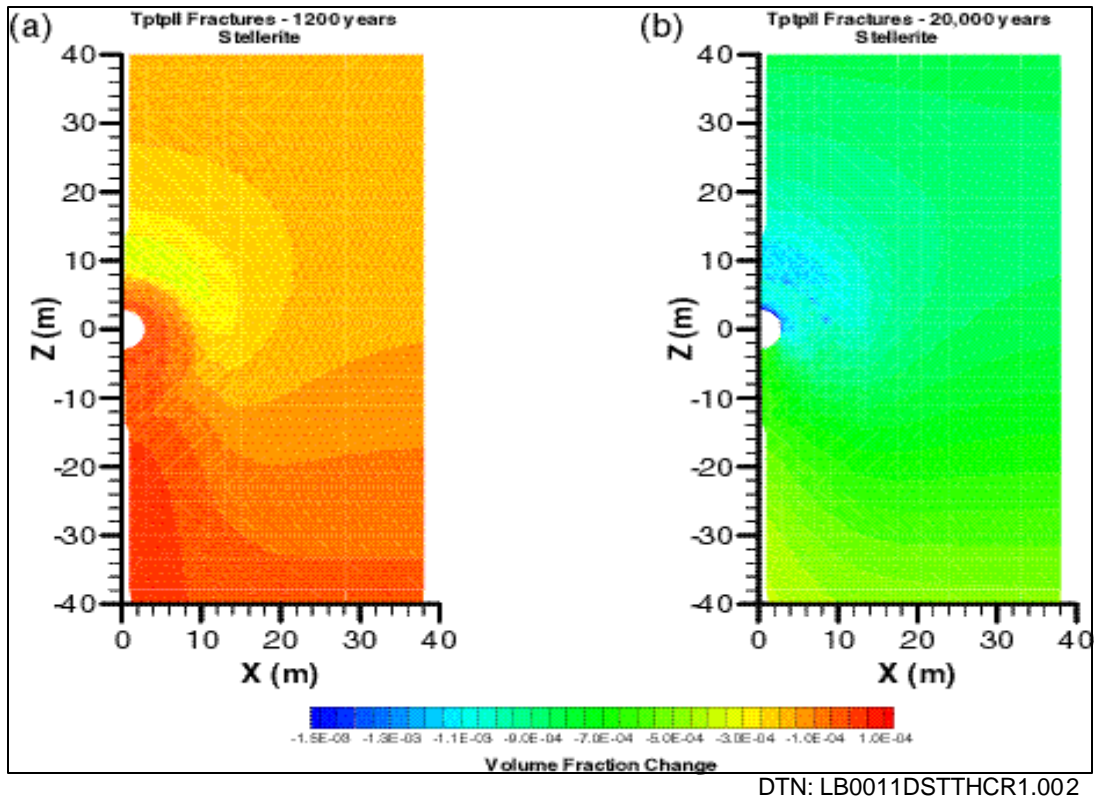 (a)
Tptpll Fractures - 1200 years
Stellerite
40
30
20
10
0
-10
-20
-30
-40
Z (m)
0 10 20 30 40
X (m)
(b)
Tptpll Fractures - 20,000 years
Stellerite
40
30
20
10
0
-10
-20
-30
-40
Z (m)
0 10 20 30 40
X (m)
-1.5E-03 -1.3E-03 -1.1E-03 -9.0E-04 -7.0E-04 -5.0E-04 -3.0E-04 -1.0E-04 1.0E-04
Volume Fraction Change
DTN: LB0011DSTTHCR1.002